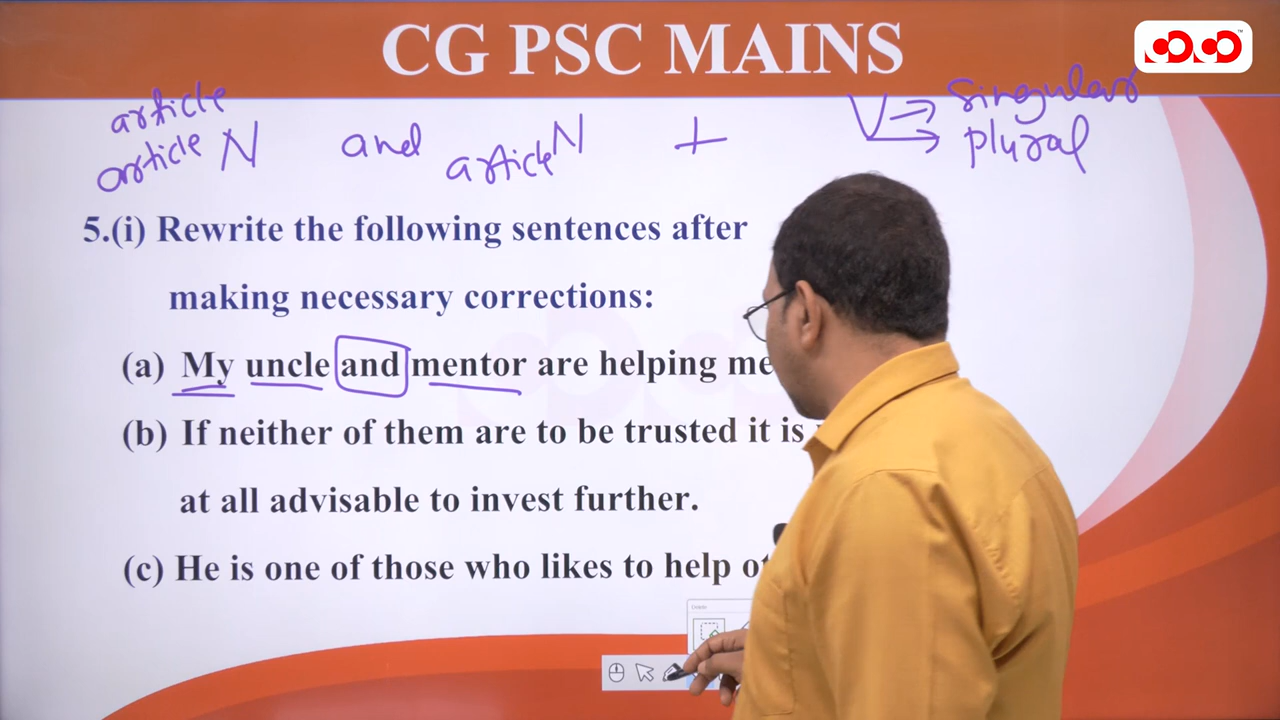 CG PSC MAINS
article
article N and article N + V → singular
→ plural
5.(i) Rewrite the following sentences after
making necessary corrections:
(a) My uncle and mentor are helping me
(b) If neither of them are to be trusted it is
at all advisable to invest further.
(c) He is one of those who likes to help